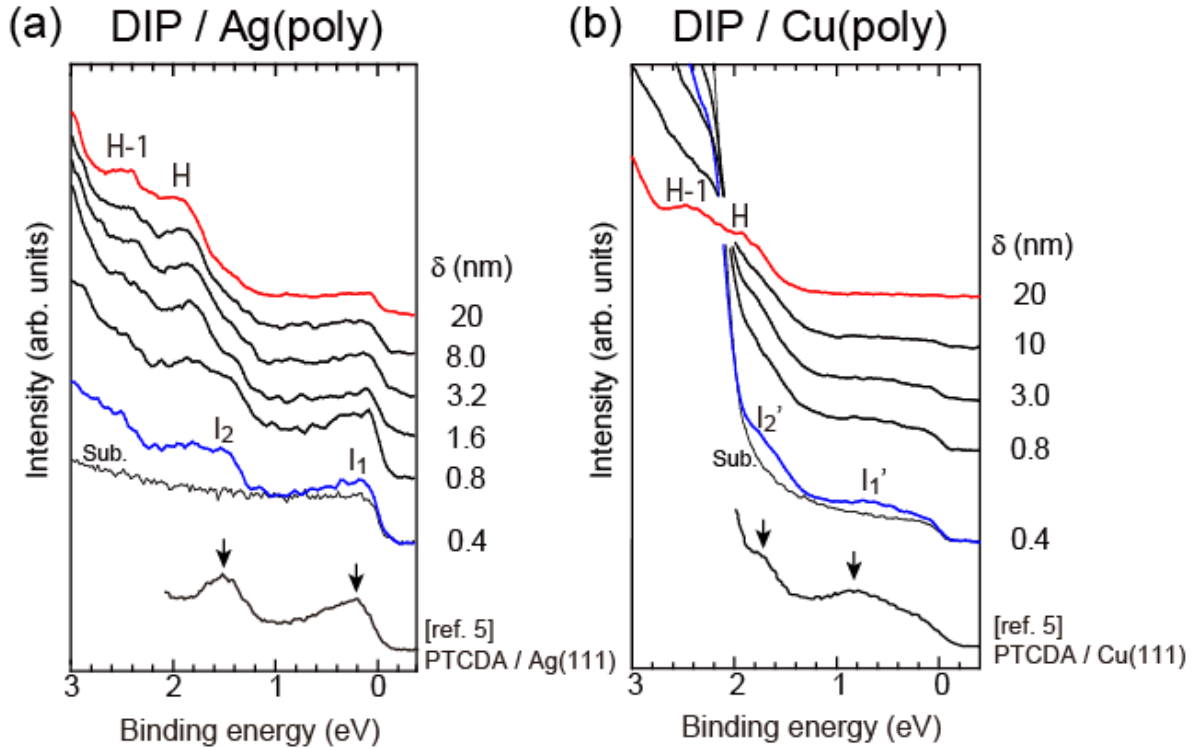 (a) DIP / Ag(poly)
Intensity (arb. units)
H-1
H
I2
I1
Sub.
δ (nm)
20
8.0
3.2
1.6
0.8
0.4
[ref. 5]
PTCDA / Ag(111)
3 2 1 0
Binding energy (eV)
(b) DIP / Cu(poly)
Intensity (arb. units)
H-1
H
I2'
I1'
Sub.
δ (nm)
20
10
3.0
0.8
0.4
[ref. 5]
PTCDA / Cu(111)
3 2 1 0
Binding energy (eV)